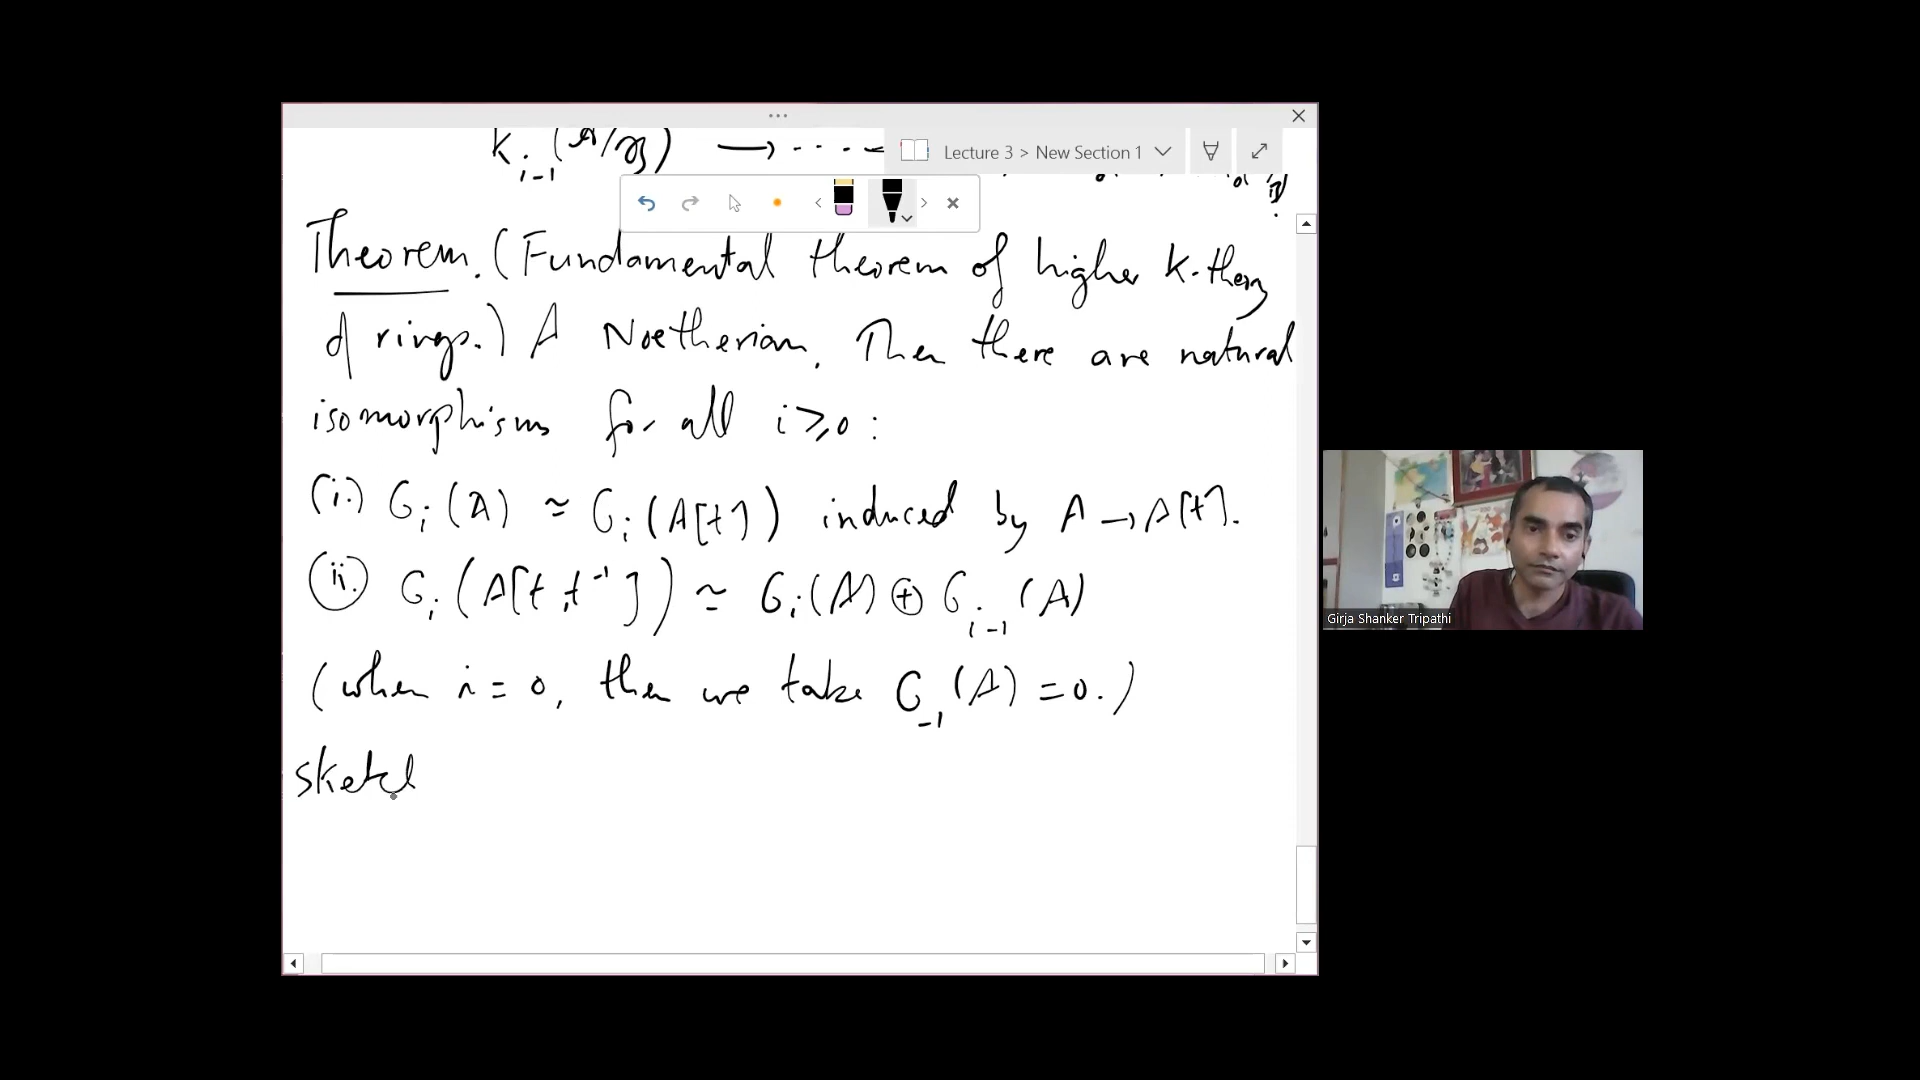 K_{i-1}(A/𝔭) → ....
Lecture 3 > New Section 1
Theorem. (Fundamental theorem of higher K-theory
of rings.) A Noetherian. Then there are natural
isomorphisms for all i ≥ 0 :
(i.) G_i(A) ≃ G_i(A[t]) induced by A → A[t].
(ii.) G_i(A[t,t^{-1}]) ≃ G_i(A) ⊕ G_{i-1}(A)
(when i = 0, then we take G_{-1}(A) = 0.)
sketch
Girja Shanker Tripathi